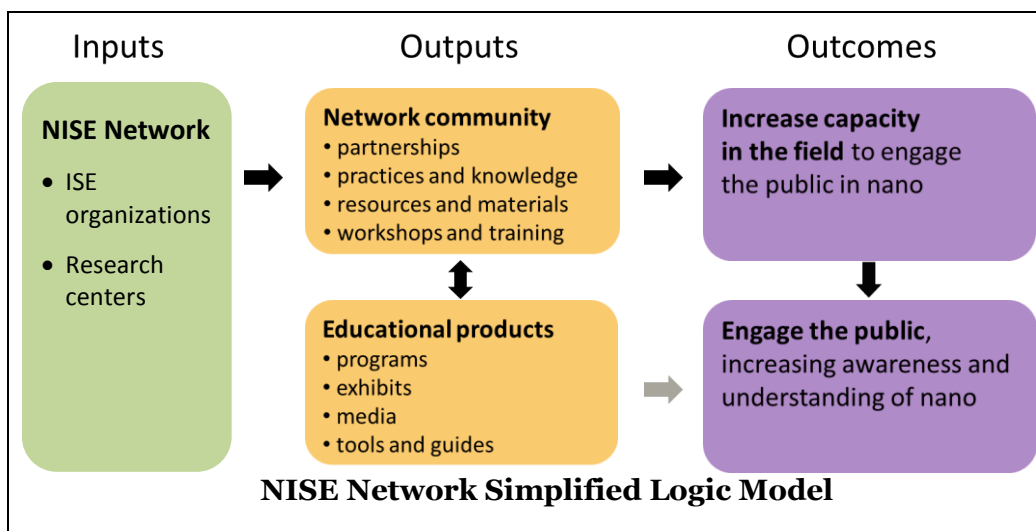 Inputs
Outputs
Outcomes
NISE Network
• ISE
organizations
• Research
centers
Network community
• partnerships
• practices and knowledge
• resources and materials
• workshops and training
Educational products
• programs
• exhibits
• media
• tools and guides
Increase capacity
in the field to engage
the public in nano
Engage the public,
increasing awareness and
understanding of nano
NISE Network Simplified Logic Model